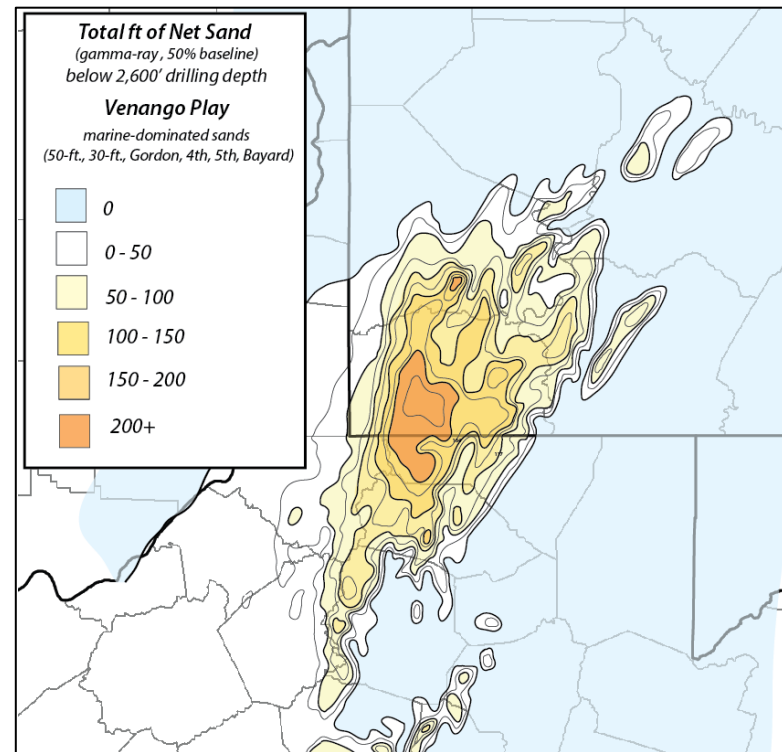 Total ft of Net Sand
(gamma-ray , 50% baseline)
below 2,600' drilling depth
Venango Play
marine-dominated sands
(50-ft., 30-ft., Gordon, 4th, 5th, Bayard)
0
0 - 50
50 - 100
100 - 150
150 - 200
200+